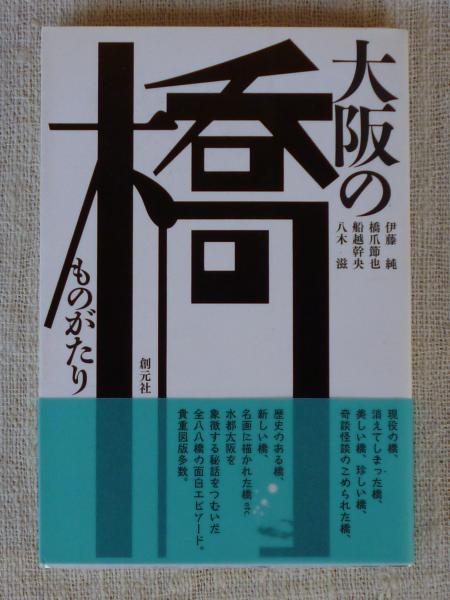 大阪の
橋
ものがたり
伊藤 純
橋爪節也
船越幹央
八木 滋
創元社
現役の橋、
消えてしまった橋、
美しい橋、珍しい橋、
奇談怪談のこめられた橋、
歴史のある橋、
新しい橋、
名画に描かれた橋etc.
水都大阪を
象徴する秘話をつむいだ
全八八橋の面白エピソード。
貴重図版多数。